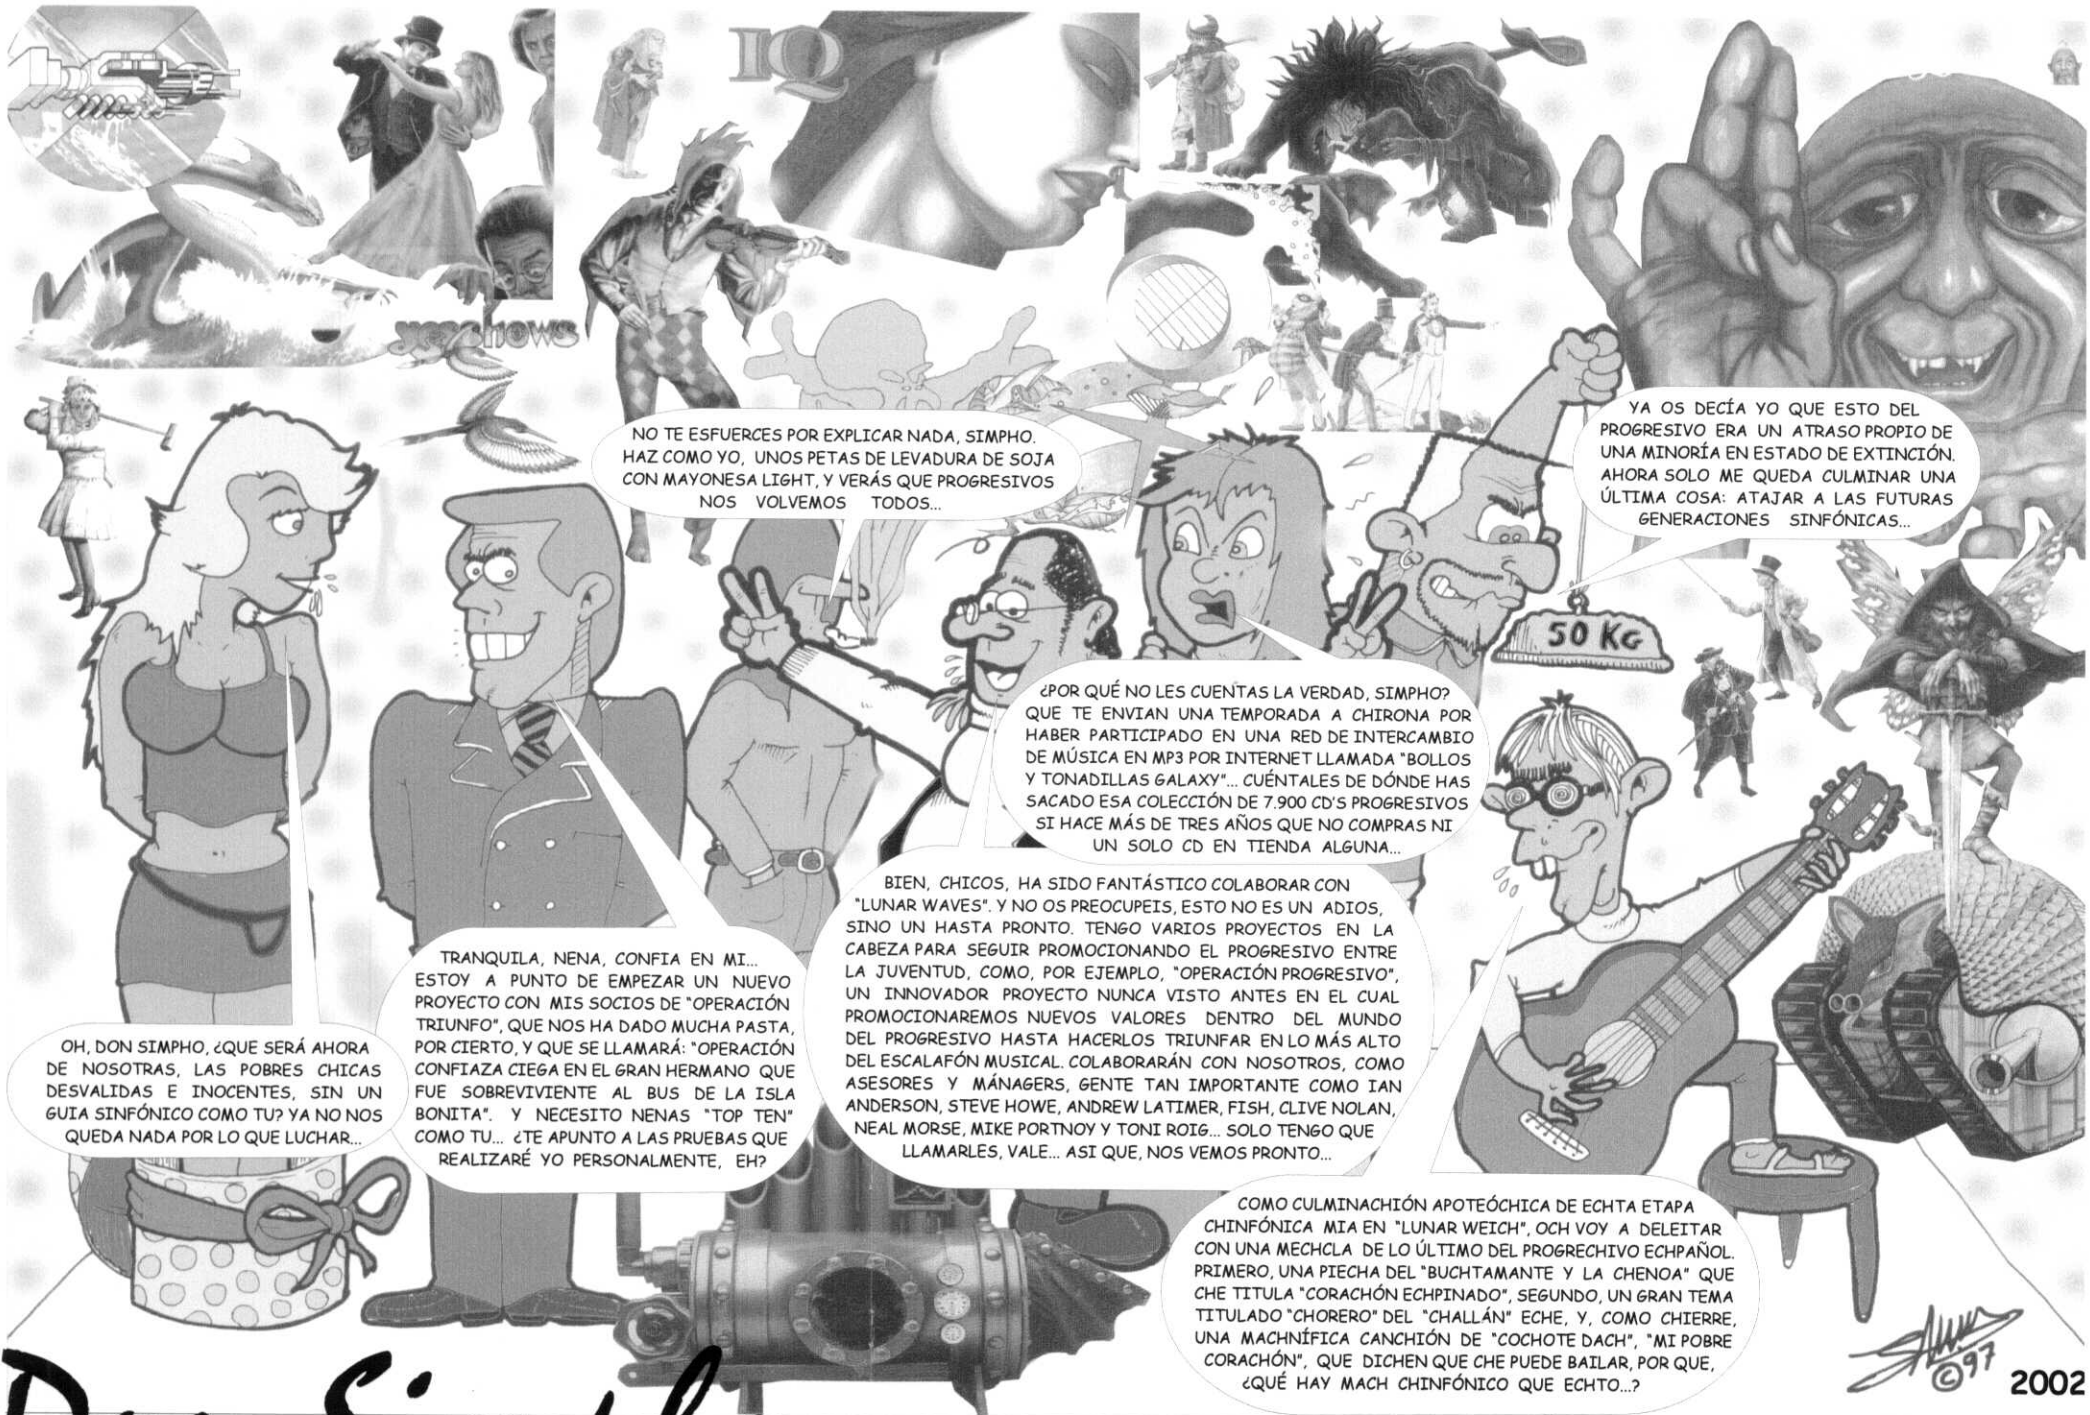 IQ
yesshows
NO TE ESFUERCES POR EXPLICAR NADA, SIMPHO.
HAZ COMO YO, UNOS PETAS DE LEVADURA DE SOJA
CON MAYONESA LIGHT, Y VERÁS QUE PROGRESIVOS
NOS VOLVEMOS TODOS...
YA OS DECÍA YO QUE ESTO DEL
PROGRESIVO ERA UN ATRASO PROPIO DE
UNA MINORÍA EN ESTADO DE EXTINCIÓN.
AHORA SOLO ME QUEDA CULMINAR UNA
ÚLTIMA COSA: ATAJAR A LAS FUTURAS
GENERACIONES SINFÓNICAS...
50 KG
¿POR QUÉ NO LES CUENTAS LA VERDAD, SIMPHO?
QUE TE ENVIAN UNA TEMPORADA A CHIRONA POR
HABER PARTICIPADO EN UNA RED DE INTERCAMBIO
DE MÚSICA EN MP3 POR INTERNET LLAMADA "BOLLOS
Y TONADILLAS GALAXY"... CUÉNTALES DE DÓNDE HAS
SACADO ESA COLECCIÓN DE 7.900 CD'S PROGRESIVOS
SI HACE MÁS DE TRES AÑOS QUE NO COMPRAS NI
UN SOLO CD EN TIENDA ALGUNA...
OH, DON SIMPHO, ¿QUE SERÁ AHORA
DE NOSOTRAS, LAS POBRES CHICAS
DESVALIDAS E INOCENTES, SIN UN
GUIA SINFÓNICO COMO TU? YA NO NOS
QUEDA NADA POR LO QUE LUCHAR...
TRANQUILA, NENA, CONFIA EN MI...
ESTOY A PUNTO DE EMPEZAR UN NUEVO
PROYECTO CON MIS SOCIOS DE "OPERACIÓN
TRIUNFO", QUE NOS HA DADO MUCHA PASTA,
POR CIERTO, Y QUE SE LLAMARÁ: "OPERACIÓN
CONFIAZA CIEGA EN EL GRAN HERMANO QUE
FUE SOBREVIVIENTE AL BUS DE LA ISLA
BONITA". Y NECESITO NENAS "TOP TEN"
COMO TU... ¿TE APUNTO A LAS PRUEBAS QUE
REALIZARÉ YO PERSONALMENTE, EH?
BIEN, CHICOS, HA SIDO FANTÁSTICO COLABORAR CON
"LUNAR WAVES". Y NO OS PREOCUPEIS, ESTO NO ES UN ADIOS,
SINO UN HASTA PRONTO. TENGO VARIOS PROYECTOS EN LA
CABEZA PARA SEGUIR PROMOCIONANDO EL PROGRESIVO ENTRE
LA JUVENTUD, COMO, POR EJEMPLO, "OPERACIÓN PROGRESIVO",
UN INNOVADOR PROYECTO NUNCA VISTO ANTES EN EL CUAL
PROMOCIONAREMOS NUEVOS VALORES DENTRO DEL MUNDO
DEL PROGRESIVO HASTA HACERLOS TRIUNFAR EN LO MÁS ALTO
DEL ESCALAFÓN MUSICAL. COLABORARÁN CON NOSOTROS, COMO
ASESORES Y MÁNAGERS, GENTE TAN IMPORTANTE COMO IAN
ANDERSON, STEVE HOWE, ANDREW LATIMER, FISH, CLIVE NOLAN,
NEAL MORSE, MIKE PORTNOY Y TONI ROIG... SOLO TENGO QUE
LLAMARLES, VALE... ASI QUE, NOS VEMOS PRONTO...
COMO CULMINACHIÓN APOTEÓCHICA DE ECHTA ETAPA
CHINFÓNICA MIA EN "LUNAR WEICH", OCH VOY A DELEITAR
CON UNA MECHCLA DE LO ÚLTIMO DEL PROGRECHIVO ECHPAÑOL.
PRIMERO, UNA PIECHA DEL "BUCHTAMANTE Y LA CHENOA" QUE
CHE TITULA "CORACHÓN ECHPINADO", SEGUNDO, UN GRAN TEMA
TITULADO "CHORERO" DEL "CHALLÁN" ECHE, Y, COMO CHIERRE,
UNA MACHNÍFICA CANCHIÓN DE "COCHOTE DACH", "MI POBRE
CORACHÓN", QUE DICHEN QUE CHE PUEDE BAILAR, POR QUE,
¿QUÉ HAY MACH CHINFÓNICO QUE ECHTO...?
©97
2002